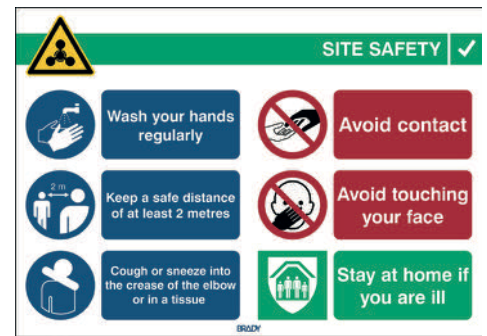 SITE SAFETY
Wash your hands
regularly
2 m
Keep a safe distance
of at least 2 metres
Cough or sneeze into
the crease of the elbow
or in a tissue
Avoid contact
Avoid touching
your face
Stay at home if
you are ill
BRADY